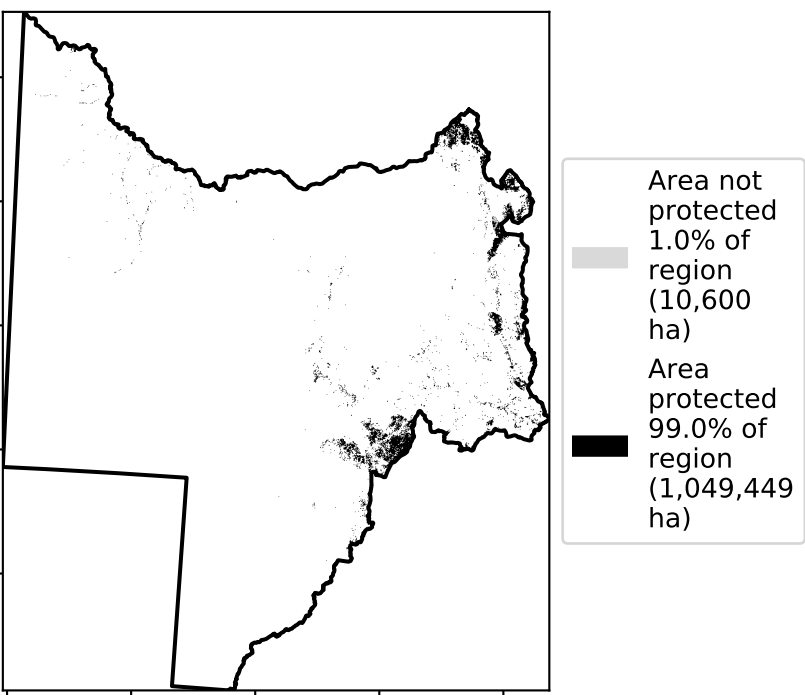 Area not
protected
1.0% of
region
(10,600
ha)
Area
protected
99.0% of
region
(1,049,449
ha)